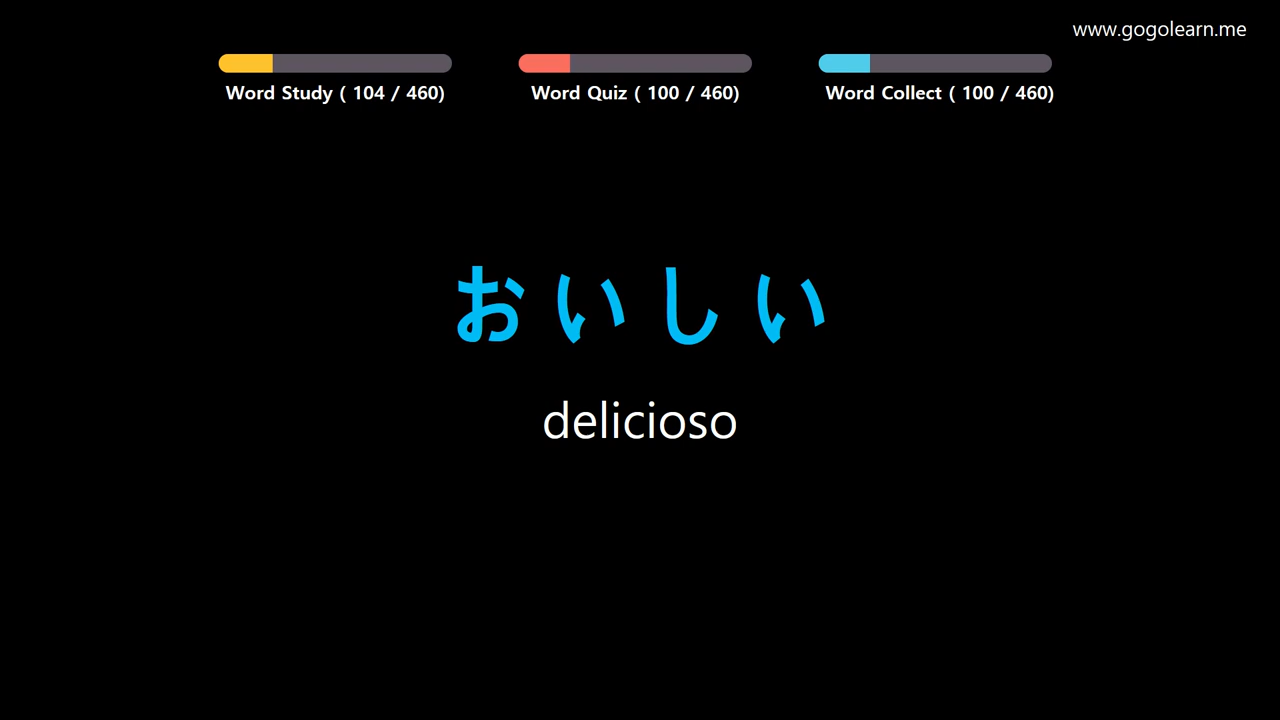 www.gogolearn.me
Word Study ( 104 / 460)
Word Quiz ( 100 / 460)
Word Collect ( 100 / 460)
おいしい
delicioso